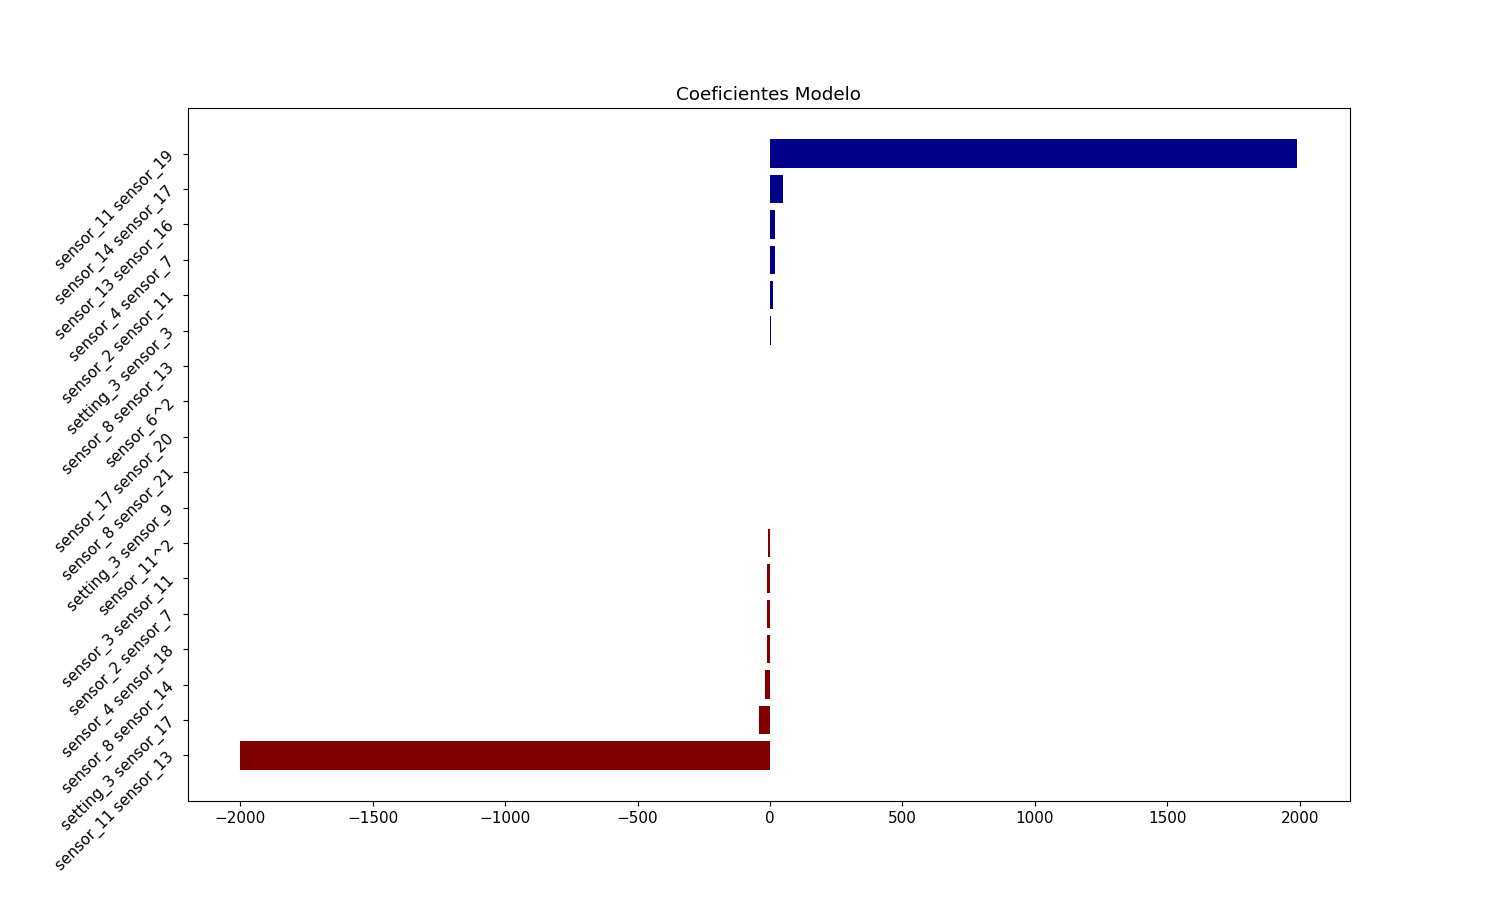 Coeficientes Modelo
sensor_11 sensor_19
sensor_14 sensor_17
sensor_13 sensor_16
sensor_4 sensor_7
sensor_2 sensor_11
setting_3 sensor_3
sensor_8 sensor_13
sensor_6^2
sensor_17 sensor_20
sensor_8 sensor_21
setting_3 sensor_9
sensor_11^2
sensor_3 sensor_11
sensor_2 sensor_7
sensor_4 sensor_18
sensor_8 sensor_14
setting_3 sensor_17
sensor_11 sensor_13
−2000 −1500 −1000 −500 0 500 1000 1500 2000